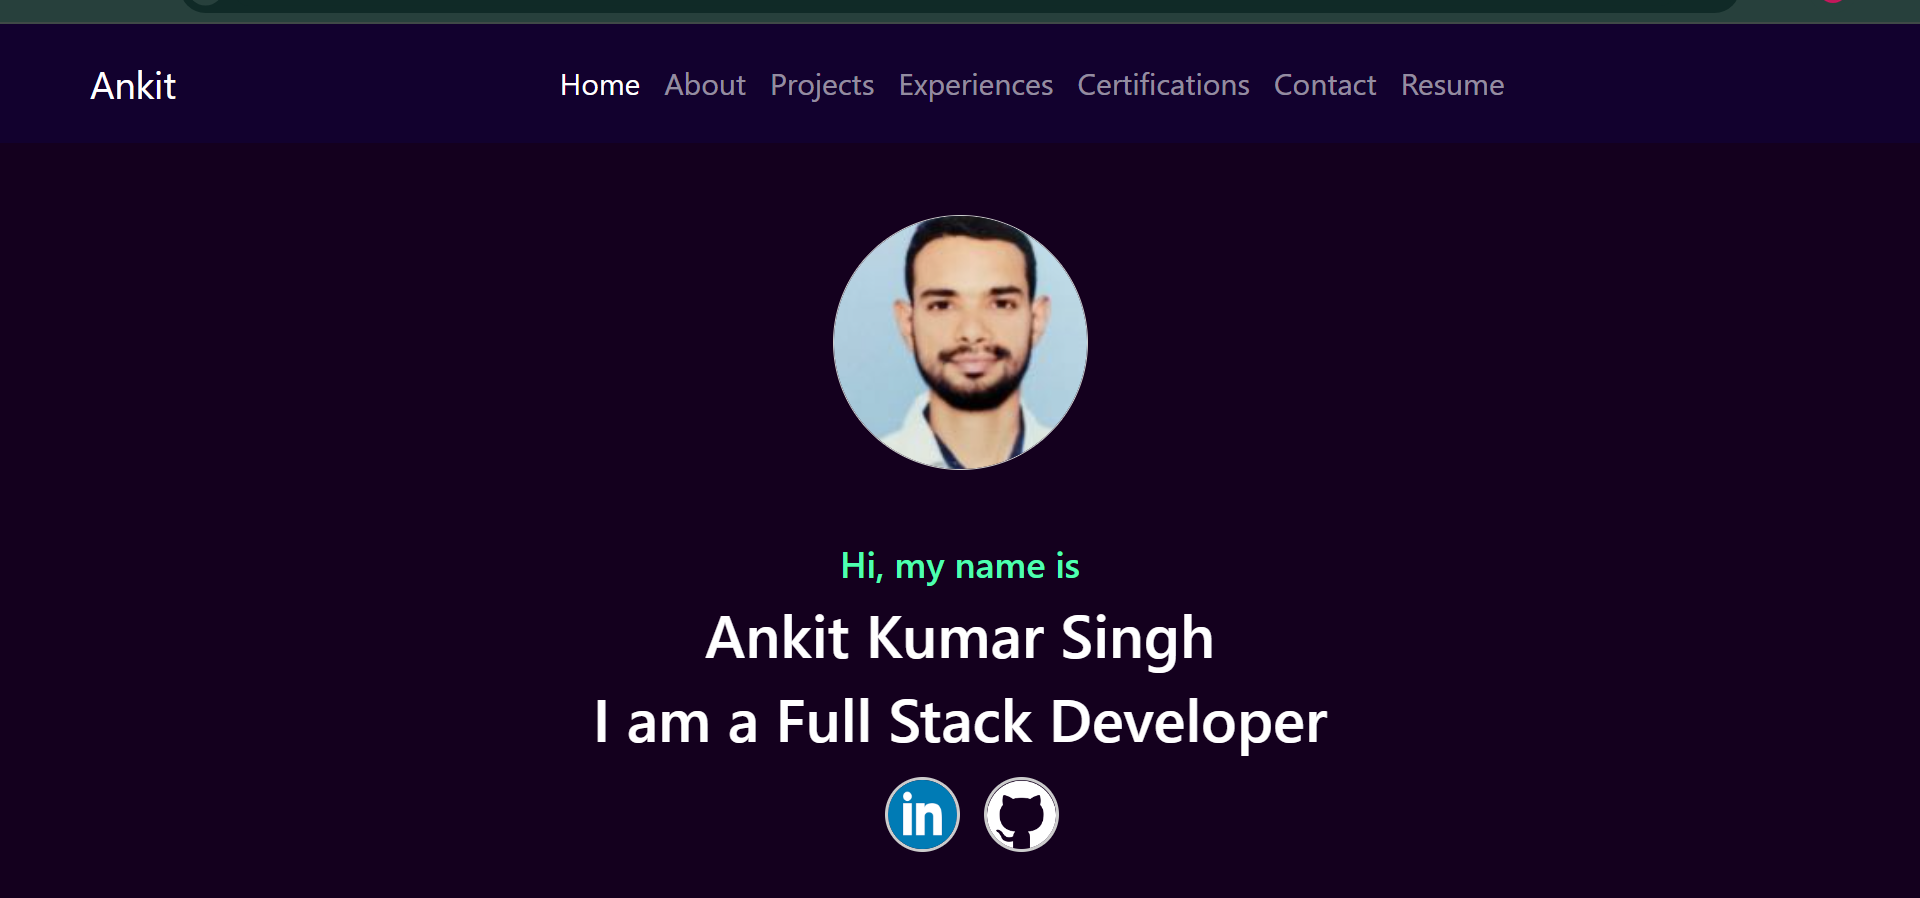 Ankit
Home About Projects Experiences Certifications Contact Resume
Hi, my name is
Ankit Kumar Singh
I am a Full Stack Developer
in